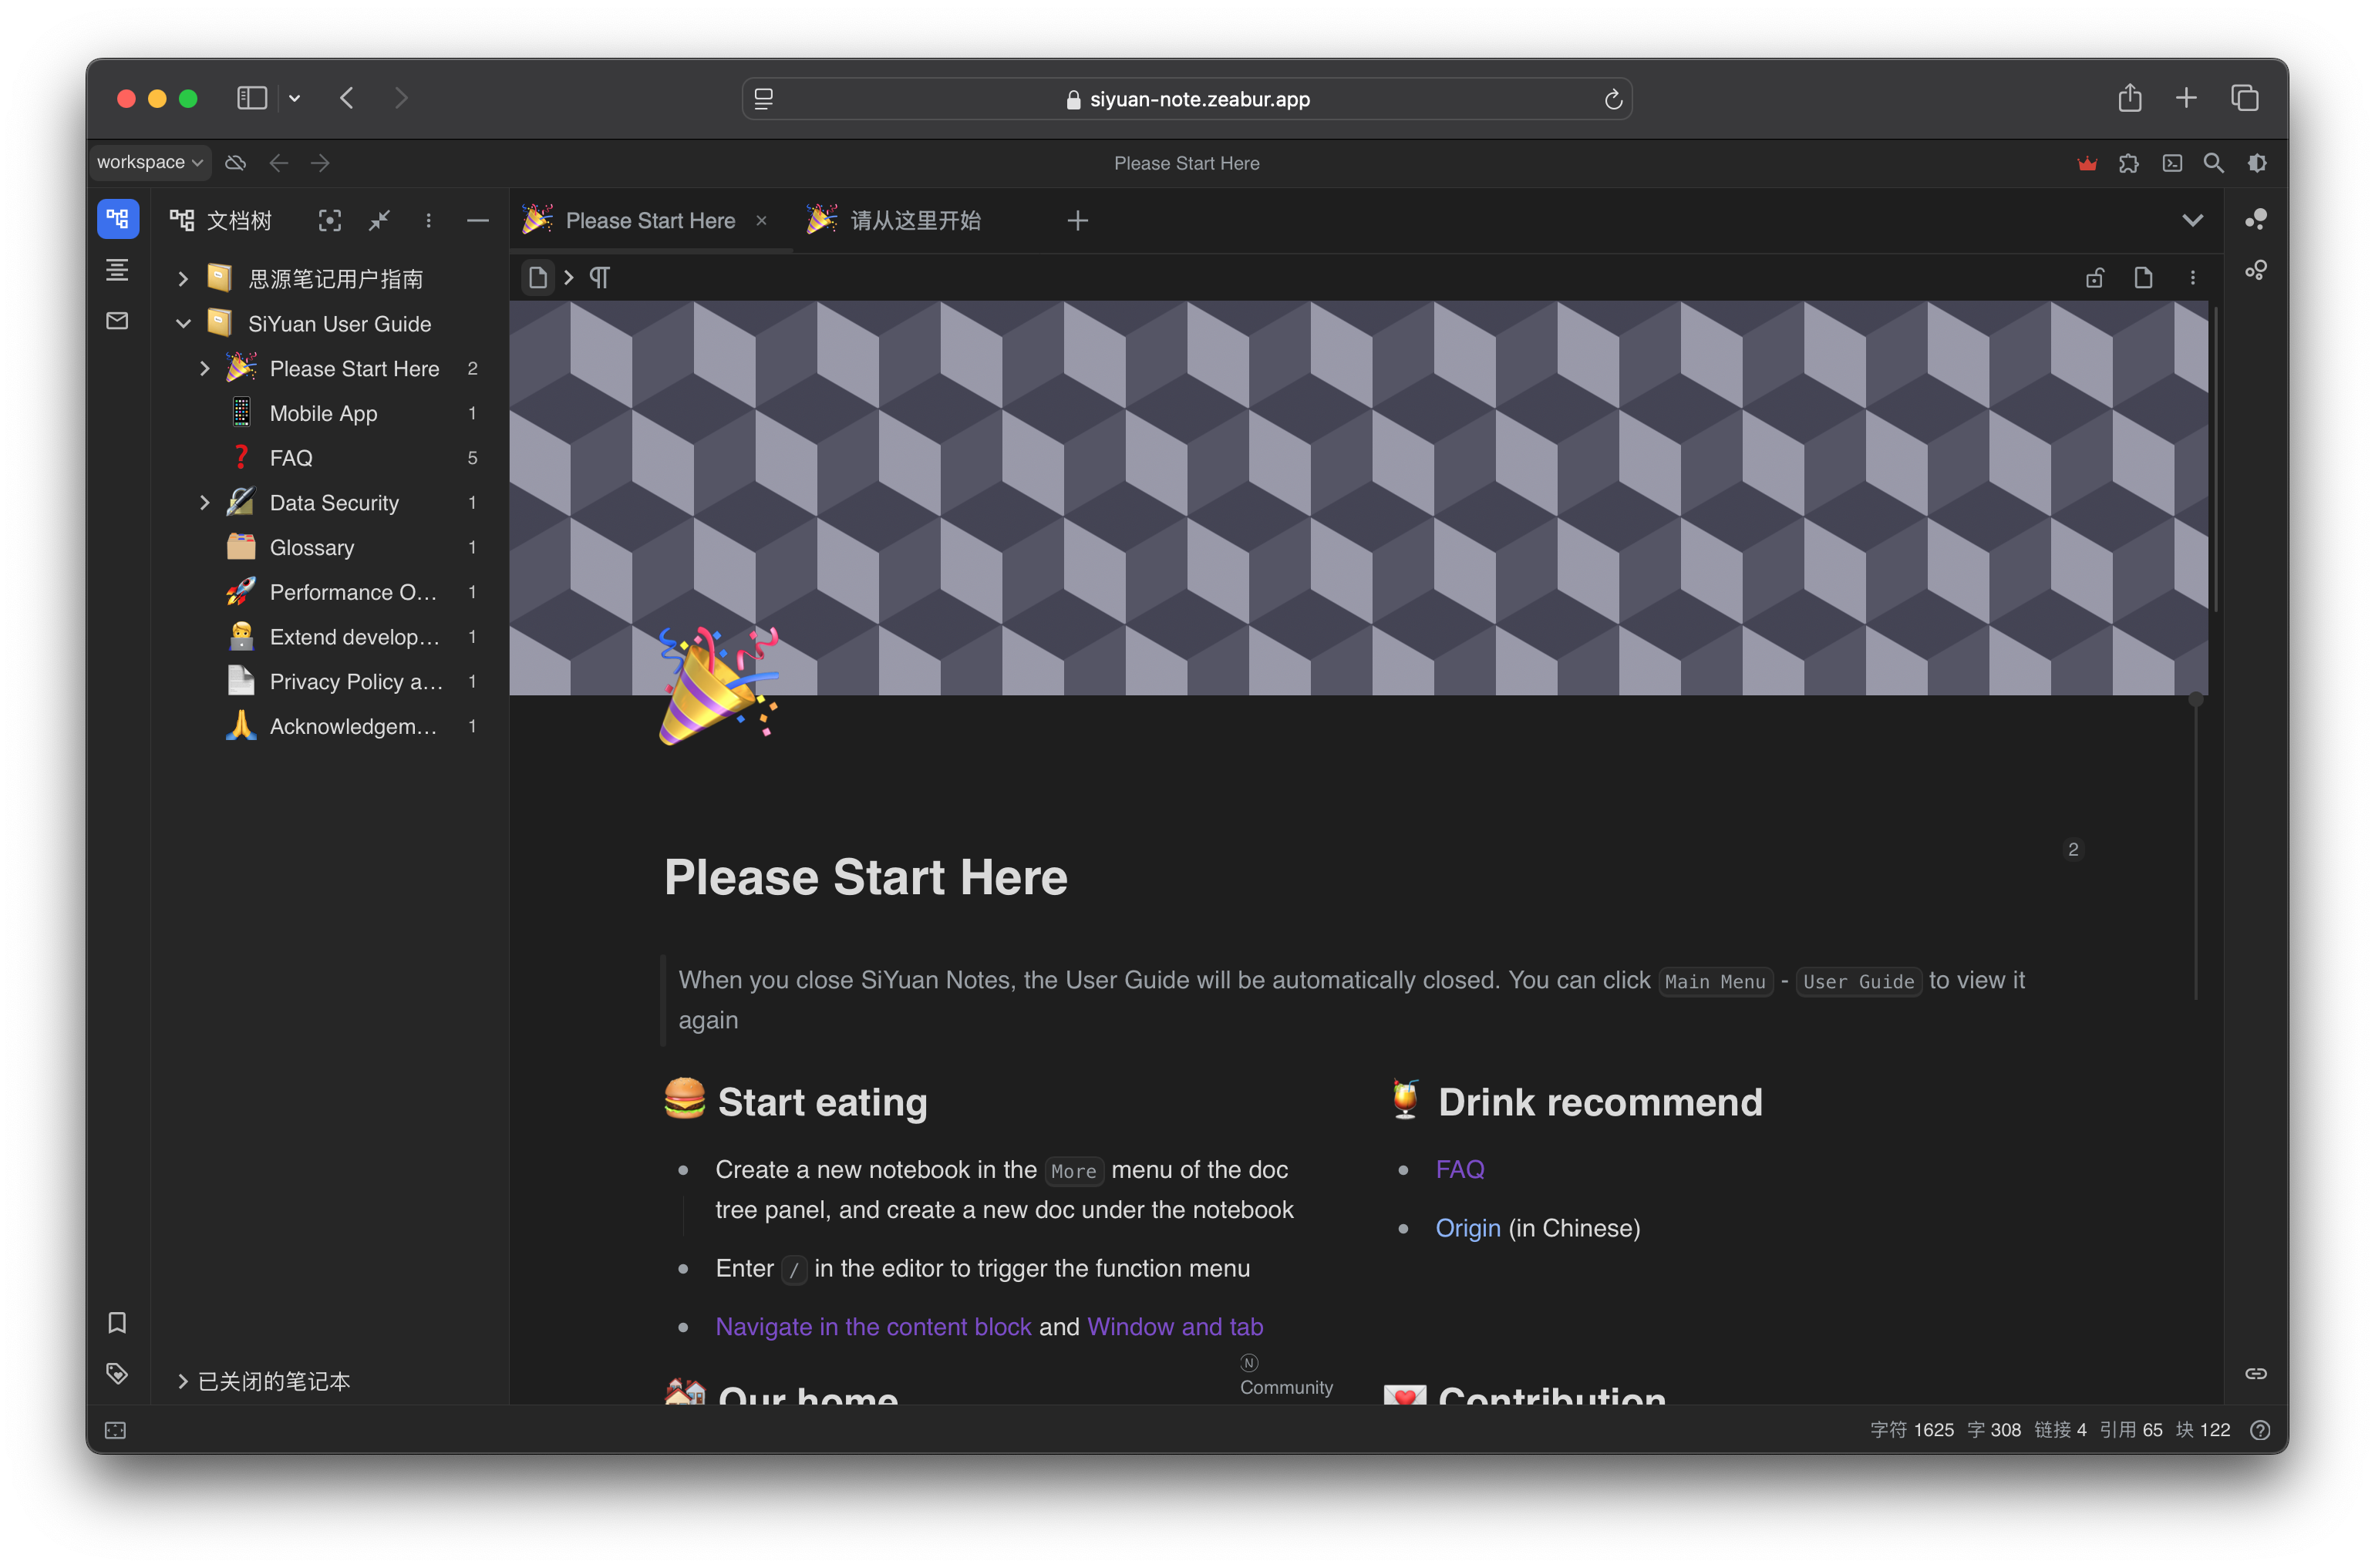 siyuan-note.zeabur.app
workspace
Please Start Here
文档树
Please Start Here
请从这里开始
思源笔记用户指南
SiYuan User Guide
Please Start Here 2
Mobile App 1
FAQ 5
Data Security 1
Glossary 1
Performance O... 1
Extend develop... 1
Privacy Policy a... 1
Acknowledgem... 1
已关闭的笔记本
2
Please Start Here
When you close SiYuan Notes, the User Guide will be automatically closed. You can click Main Menu - User Guide to view it
again
Start eating
Create a new notebook in the More menu of the doc
tree panel, and create a new doc under the notebook
Enter / in the editor to trigger the function menu
Navigate in the content block and Window and tab
Drink recommend
FAQ
Origin (in Chinese)
Our home
N
Community
Contribution
字符 1625 字 308 链接 4 引用 65 块 122